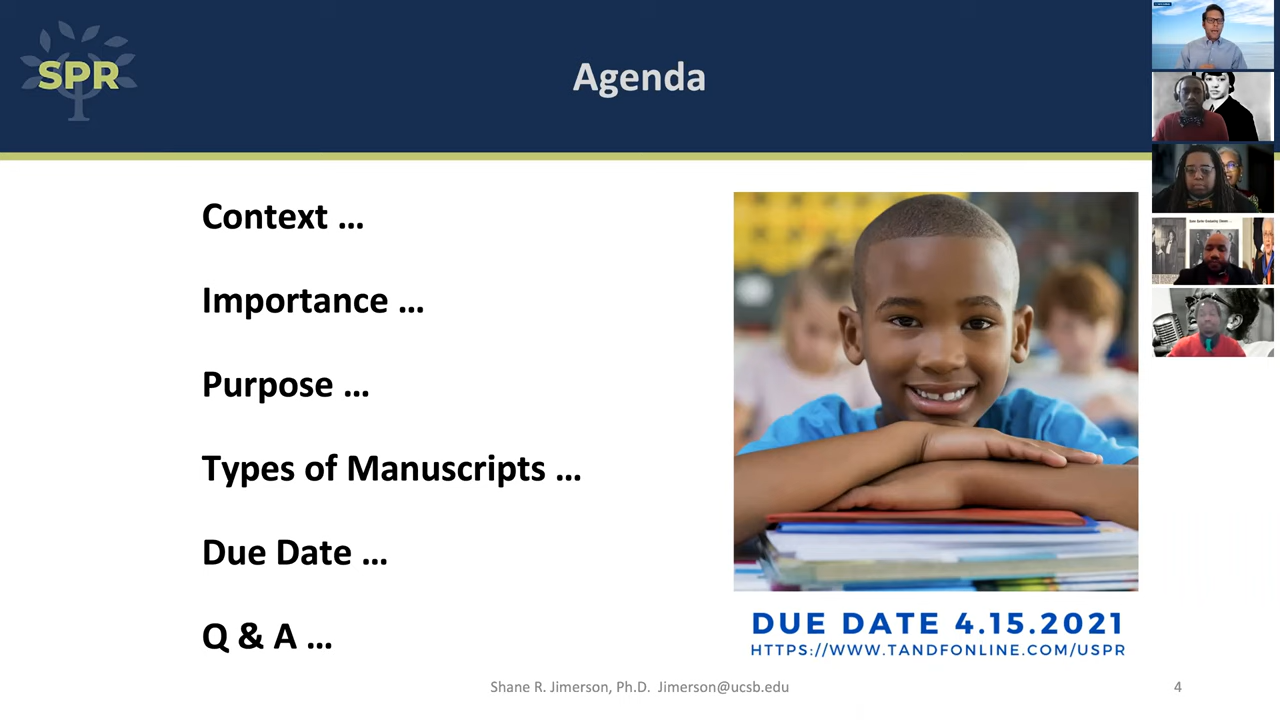 SPR
Agenda
Context …
Importance …
Purpose …
Types of Manuscripts …
Due Date …
Q & A …
DUE DATE 4.15.2021
HTTPS://WWW.TANDFONLINE.COM/USPR
Shane R. Jimerson, Ph.D. Jimerson@ucsb.edu
4